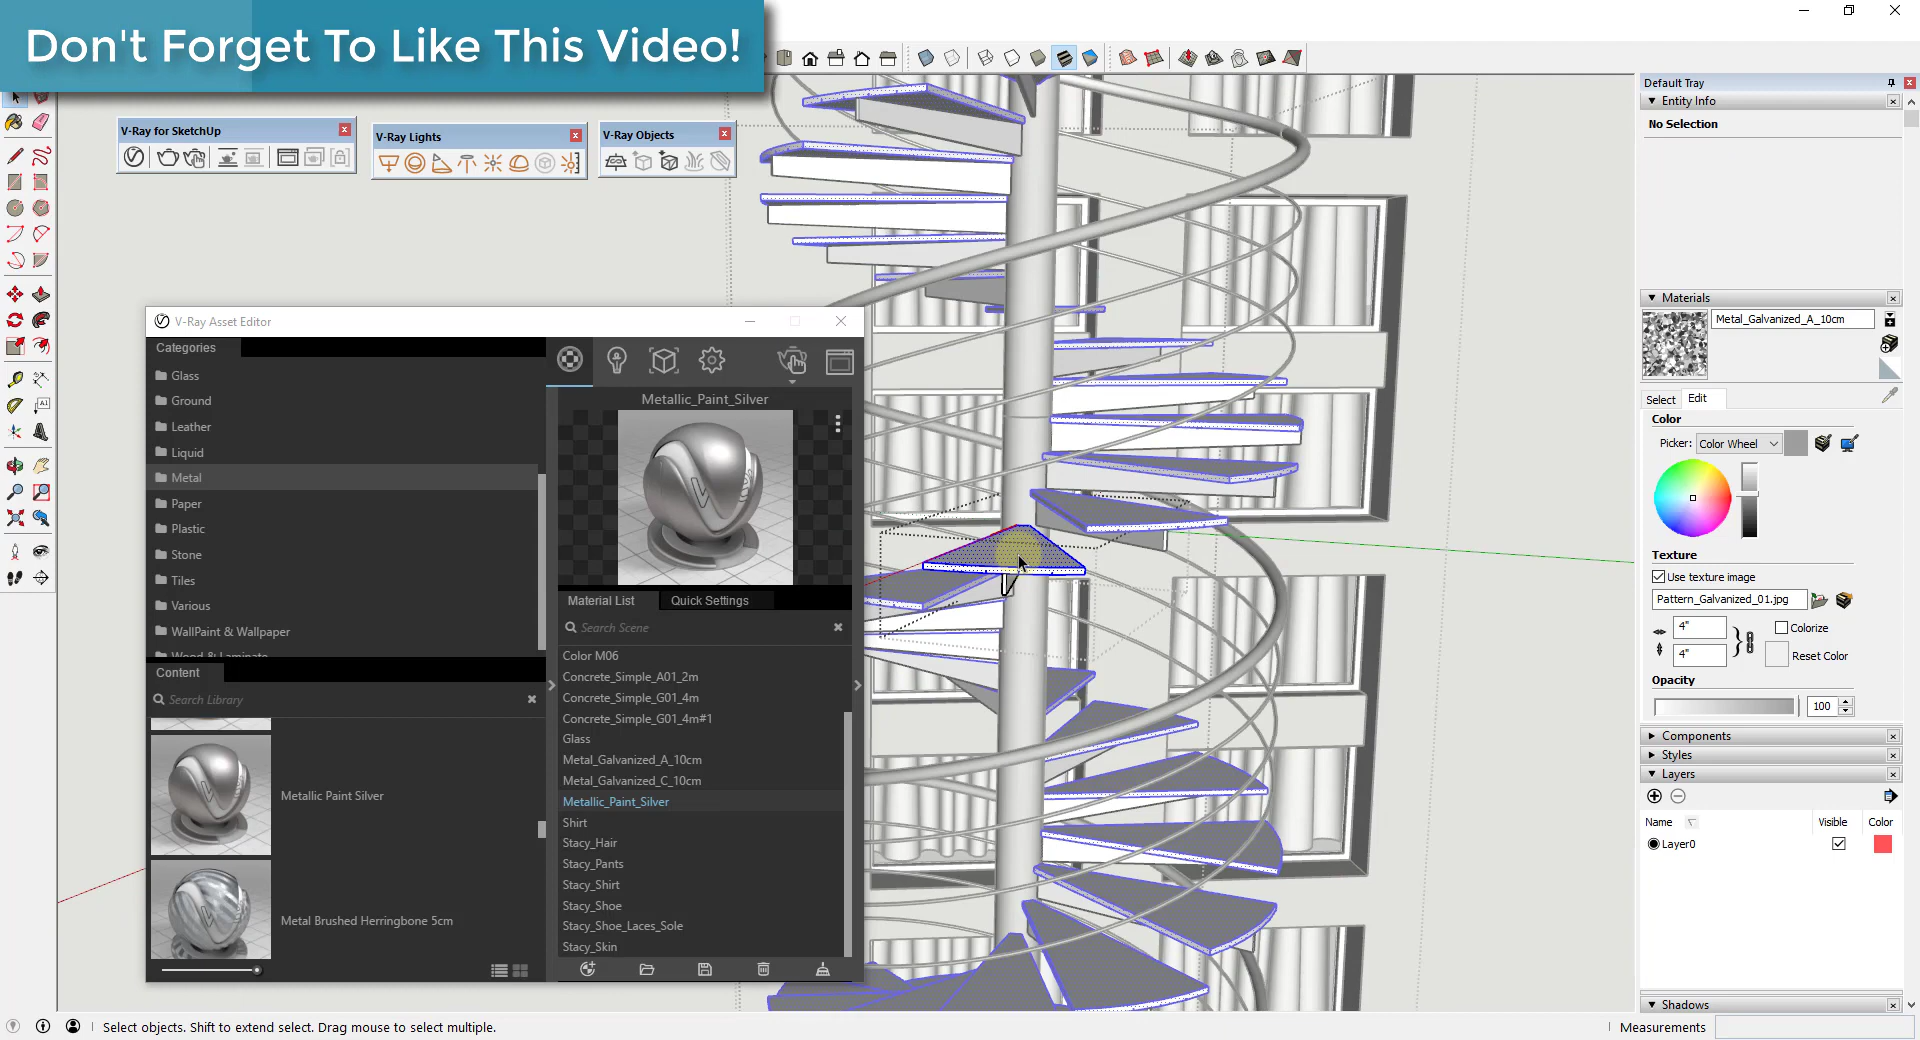 Don't Forget To Like This Video!
Default Tray
Entity Info
No Selection
V-Ray for SketchUp
V-Ray Lights
V-Ray Objects
V-Ray Asset Editor
Categories
Glass
Ground
Leather
Liquid
Metal
Paper
Plastic
Stone
Tiles
Various
WallPaint & Wallpaper
Wood & Laminate
Content
Search Library
Metallic Paint Silver
Metal Brushed Herringbone 5cm
Metallic_Paint_Silver
Material List
Quick Settings
Search Scene
Color M06
Concrete_Simple_A01_2m
Concrete_Simple_G01_4m
Concrete_Simple_G01_4m#1
Glass
Metal_Galvanized_A_10cm
Metal_Galvanized_C_10cm
Metallic_Paint_Silver
Shirt
Stacy_Hair
Stacy_Pants
Stacy_Shirt
Stacy_Shoe
Stacy_Shoe_Laces_Sole
Stacy_Skin
Materials
Metal_Galvanized_A_10cm
Select
Edit
Color
Picker:
Color Wheel
Texture
Use texture image
Pattern_Galvanized_01.jpg
4"
Colorize
4"
Reset Color
Opacity
100
Components
Styles
Layers
Name
Visible
Color
Layer0
Shadows
Select objects. Shift to extend select. Drag mouse to select multiple.
Measurements